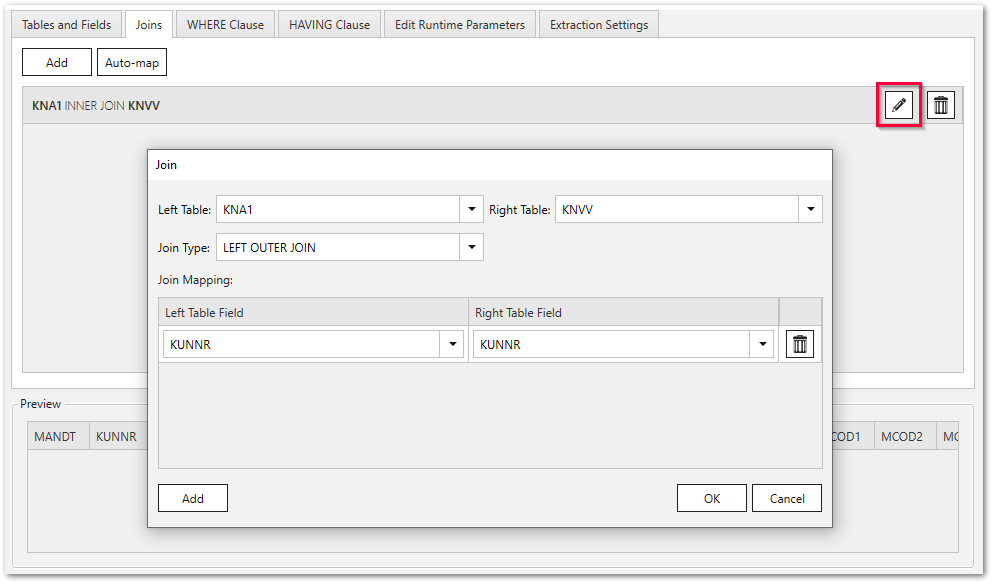 Tables and Fields Joins WHERE Clause HAVING Clause Edit Runtime Parameters Extraction Settings
Add Auto-map
KNA1 INNER JOIN KNVV
Join
Left Table: KNA1 Right Table: KNVV
Join Type: LEFT OUTER JOIN
Join Mapping:
Left Table Field Right Table Field
KUNNR KUNNR
Add OK Cancel
Preview
MANDT KUNNR COD1 MCOD2 MC